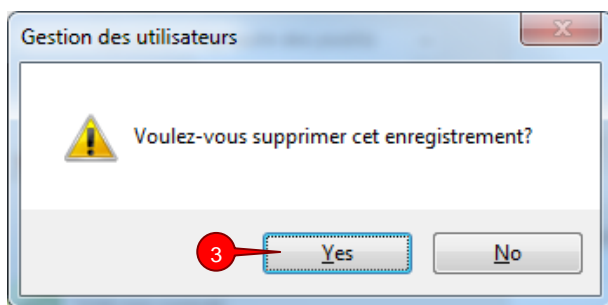 Gestion des utilisateurs
Voulez-vous supprimer cet enregistrement?
3
Yes
No